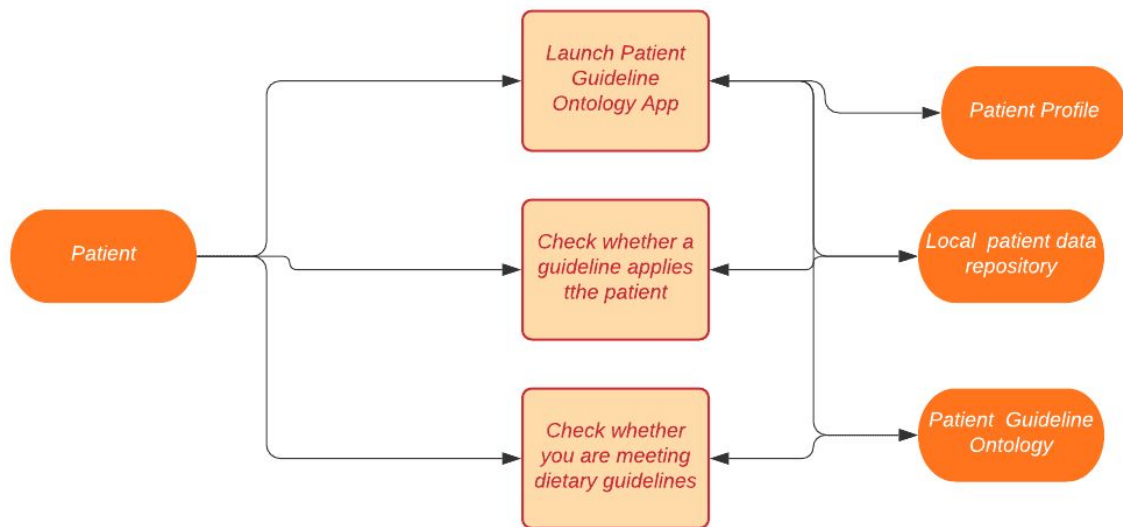 Launch Patient
Guideline
Ontology App
Patient Profile
Patient
Check whether a
guideline applies
tthe patient
Local patient data
repository
Check whether
you are meeting
dietary guidelines
Patient Guideline
Ontology